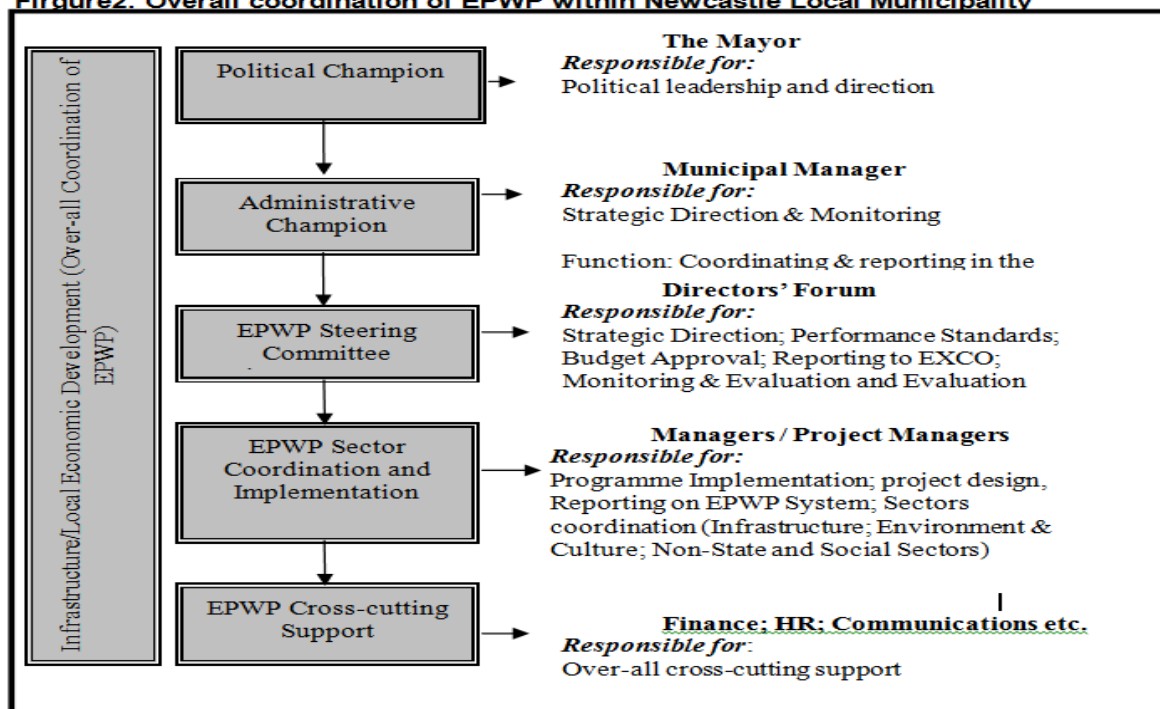 Firgure2: Overall coordination of EPWP within Newcastle Local Municipality
Infrastructure/Local Economic Development (Over-all Coordination of
EPWP)
Political Champion
The Mayor
Responsible for:
Political leadership and direction
Administrative
Champion
Municipal Manager
Responsible for:
Strategic Direction & Monitoring
Function: Coordinating & reporting in the
EPWP Steering
Committee
Directors’ Forum
Responsible for:
Strategic Direction; Performance Standards;
Budget Approval; Reporting to EXCO;
Monitoring & Evaluation and Evaluation
EPWP Sector
Coordination and
Implementation
Managers / Project Managers
Responsible for:
Programme Implementation; project design,
Reporting on EPWP System; Sectors
coordination (Infrastructure; Environment &
Culture; Non-State and Social Sectors)
EPWP Cross-cutting
Support
Finance; HR; Communications etc.
Responsible for:
Over-all cross-cutting support